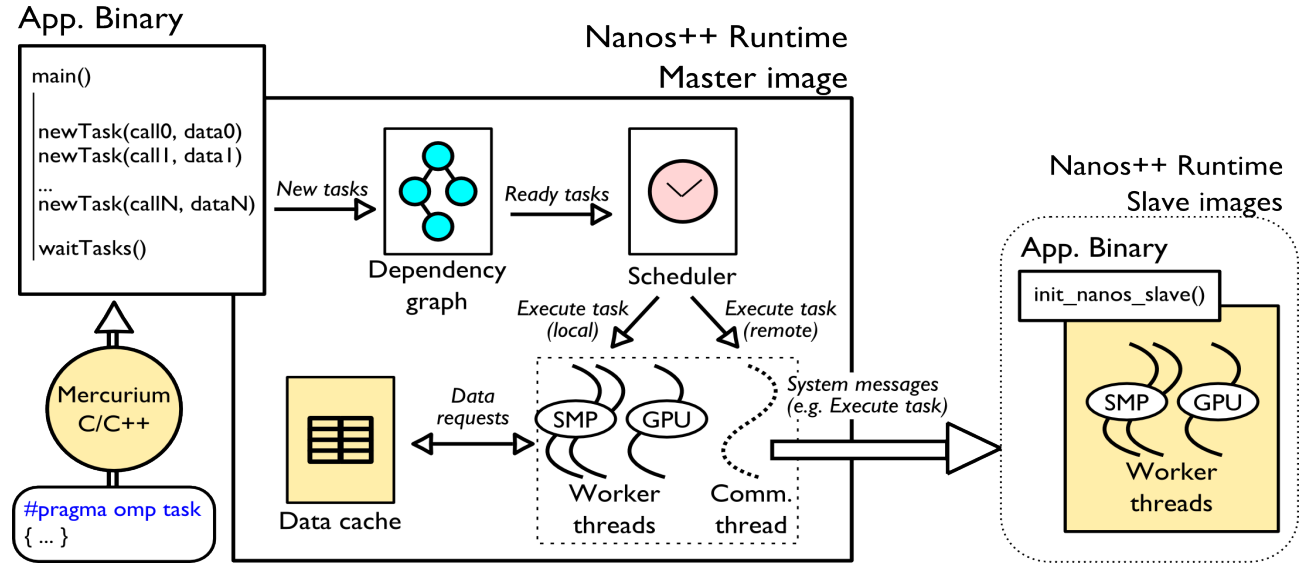 App. Binary
main()
newTask(call0, data0)
newTask(call1, data1)
...
newTask(callN, dataN)
waitTasks()
Mercurium
C/C++
#pragma omp task
{ ... }
Nanos++ Runtime
Master image
New tasks
Dependency
graph
Ready tasks
Scheduler
Execute task
(local)
Execute task
(remote)
Data cache
Data
requests
SMP
GPU
Worker
threads
Comm.
thread
System messages
(e.g. Execute task)
Nanos++ Runtime
Slave images
App. Binary
init_nanos_slave()
SMP
GPU
Worker
threads